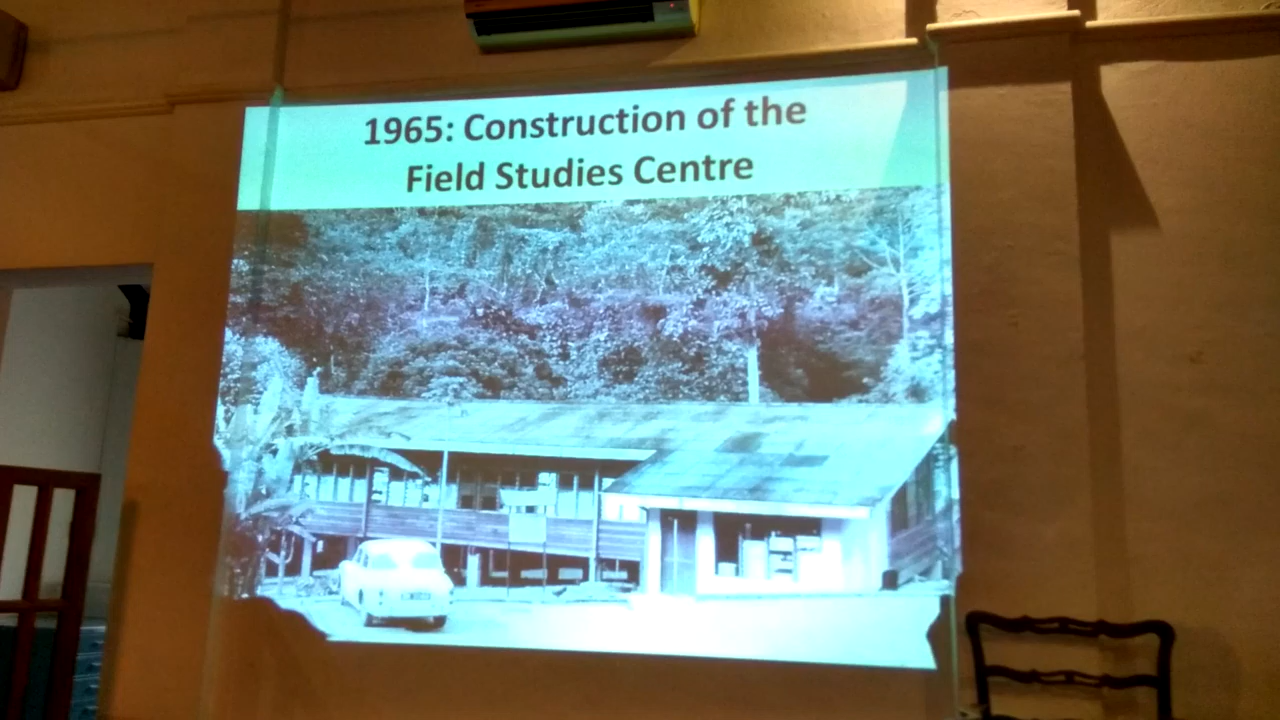 1965: Construction of the
Field Studies Centre